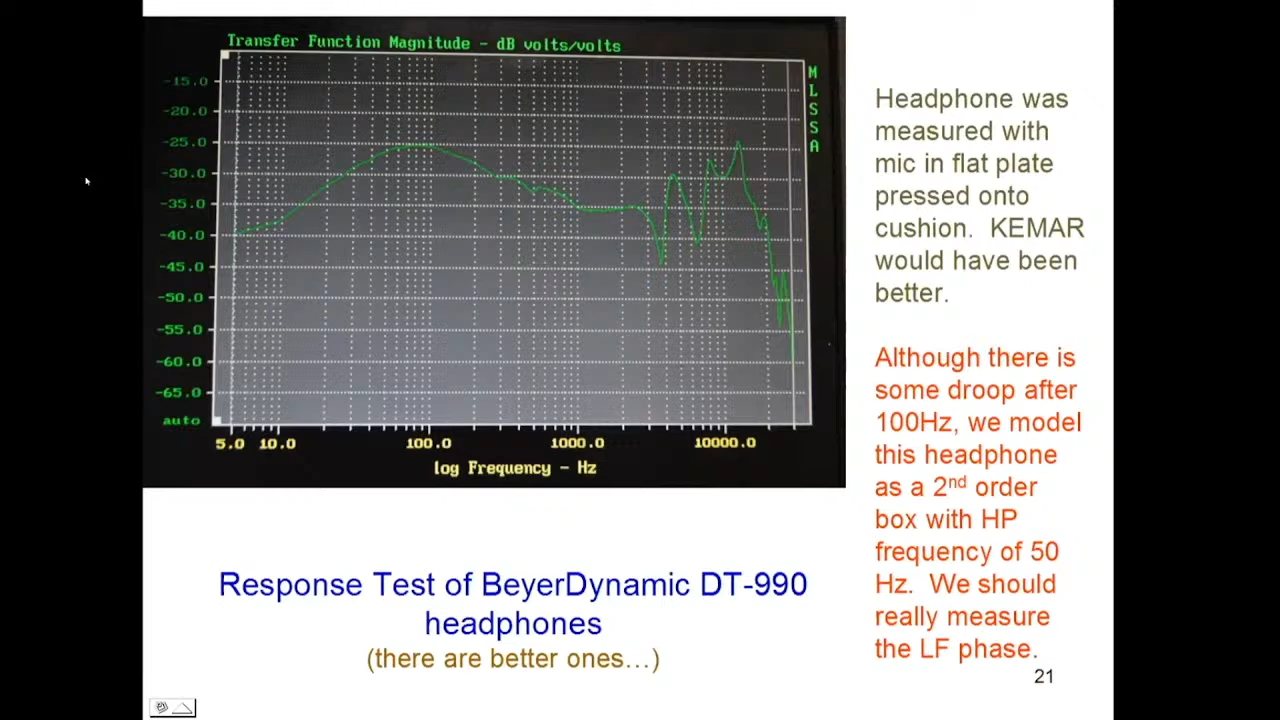 Transfer Function Magnitude - dB volts/volts
-15.0
-20.0
-25.0
-30.0
-35.0
-40.0
-45.0
-50.0
-55.0
-60.0
-65.0
auto
5.0 10.0 100.0 1000.0 10000.0
log Frequency - Hz
M
L
S
S
A
Headphone was
measured with
mic in flat plate
pressed onto
cushion. KEMAR
would have been
better.
Although there is
some droop after
100Hz, we model
this headphone
as a 2nd order
box with HP
frequency of 50
Hz. We should
really measure
the LF phase.
Response Test of BeyerDynamic DT-990
headphones
(there are better ones…)
21